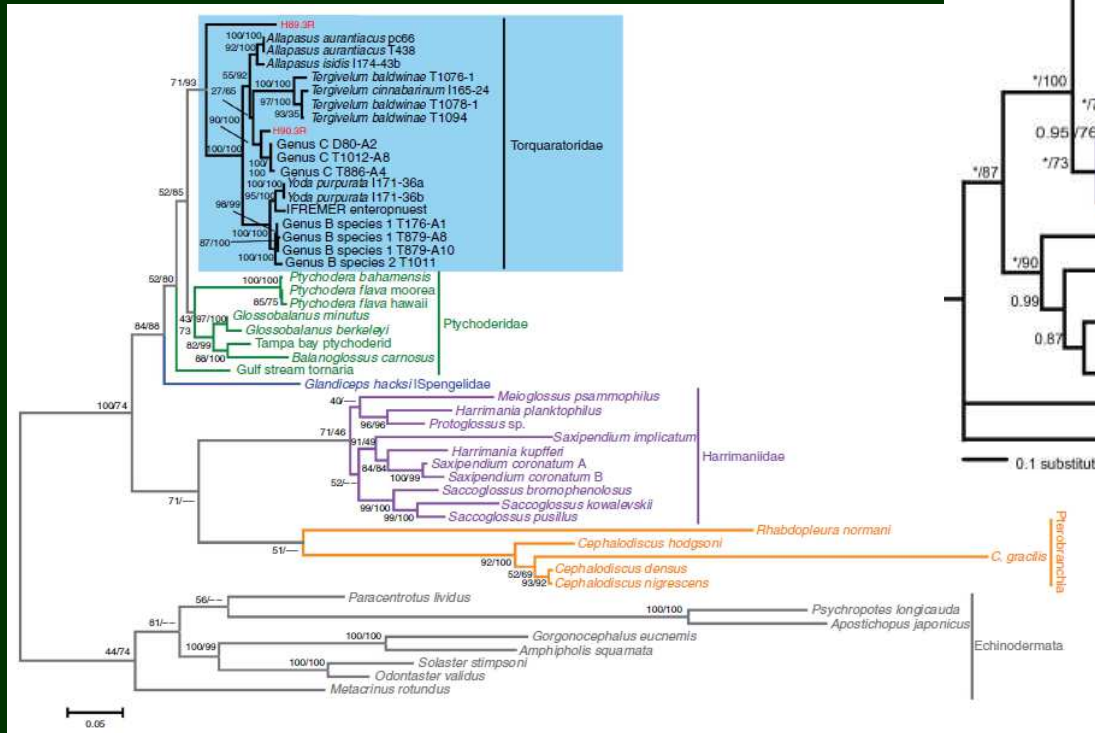 H89.3R
100/100
Allapasus aurantiacus pc66
92/100
Allapasus aurantiacus T438
Allapasus isidis I174-43b
71/93
55/92
100/100
Tergivelum baldwinae T1076-1
27/65
Tergivelum cinnabarinum I165-24
97/100
Tergivelum baldwinae T1078-1
93/35
Tergivelum baldwinae T1094
90/100
H90.3R
Genus C D80-A2
Torquaratoridae
100/100
Genus C T1012-A8
100/
100
Genus C T886-A4
100/100
Yoda purpurata I171-36a
95/100
Yoda purpurata I171-36b
98/99
IFREMER enteropnuest
Genus B species 1 T176-A1
100/100
Genus B species 1 T879-A8
87/100
Genus B species 1 T879-A10
100/100
Genus B species 2 T1011
52/85
52/80
Ptychodera bahamensis
100/100
Ptychodera flava moorea
85/75
Ptychodera flava hawaii
43/
73
97/100
Glossobalanus minutus
Ptychoderidae
Glossobalanus berkeleyi
82/99
Tampa bay ptychoderid
86/100
Balanoglossus carnosus
84/88
Gulf stream tornaria
Glandiceps hacksi |Spengelidae
100/74
40/—
Meioglossus psammophilus
Harrimania planktophilus
96/96
Protoglossus sp.
71/46
91/49
Saxipendium implicatum
Harrimania kupfferi
Harrimaniidae
84/84
Saxipendium coronatum A
100/99
Saxipendium coronatum B
52/––
Saccoglossus bromophenolosus
99/100
Saccoglossus kowalevskii
99/100
Saccoglossus pusillus
71/—
Rhabdopleura normani
51/—
Cephalodiscus hodgsoni
92/100
C. gracilis
52/69
Cephalodiscus densus
93/92
Cephalodiscus nigrescens
Pterobranchia
56/––
Paracentrotus lividus
100/100
Psychropotes longicauda
81/––
Apostichopus japonicus
100/100
Gorgonocephalus eucnemis
100/99
Amphipholis squamata
Echinodermata
44/74
100/100
Solaster stimpsoni
Odontaster validus
Metacrinus rotundus
0.05
*/100
0.95
/76
*/73
*/87
*/90
0.99
0.87
0.1